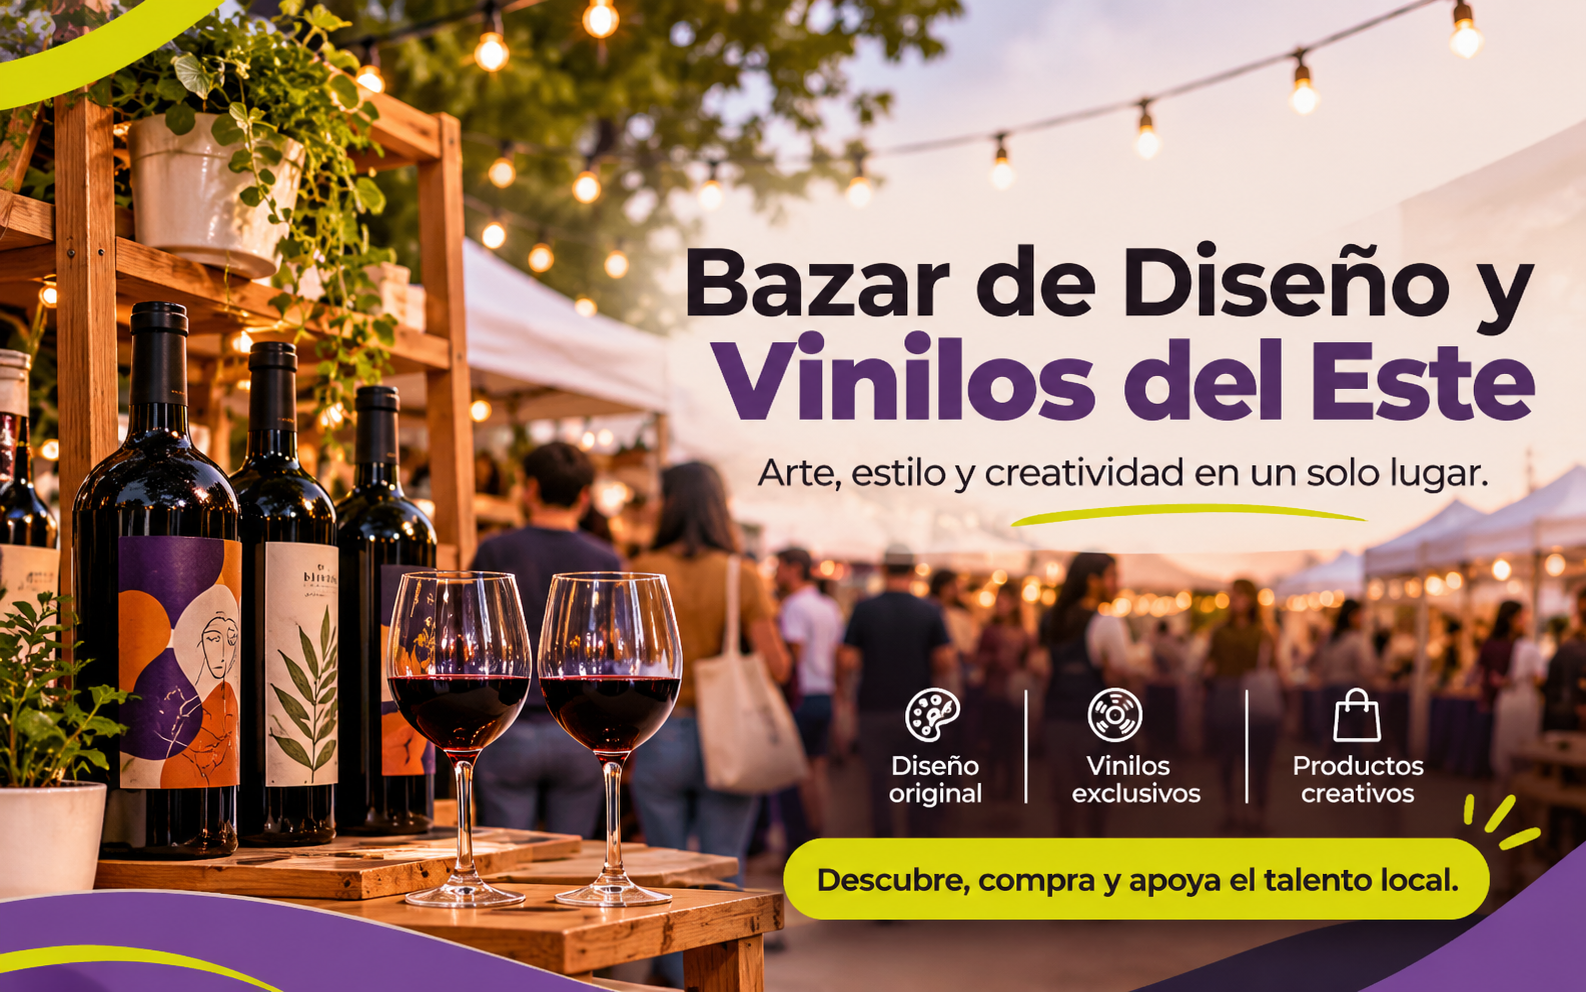 Bazar de Diseño y
Vinilos del Este
Arte, estilo y creatividad en un solo lugar.
Diseño
original
Vinilos
exclusivos
Productos
creativos
Descubre, compra y apoya el talento local.